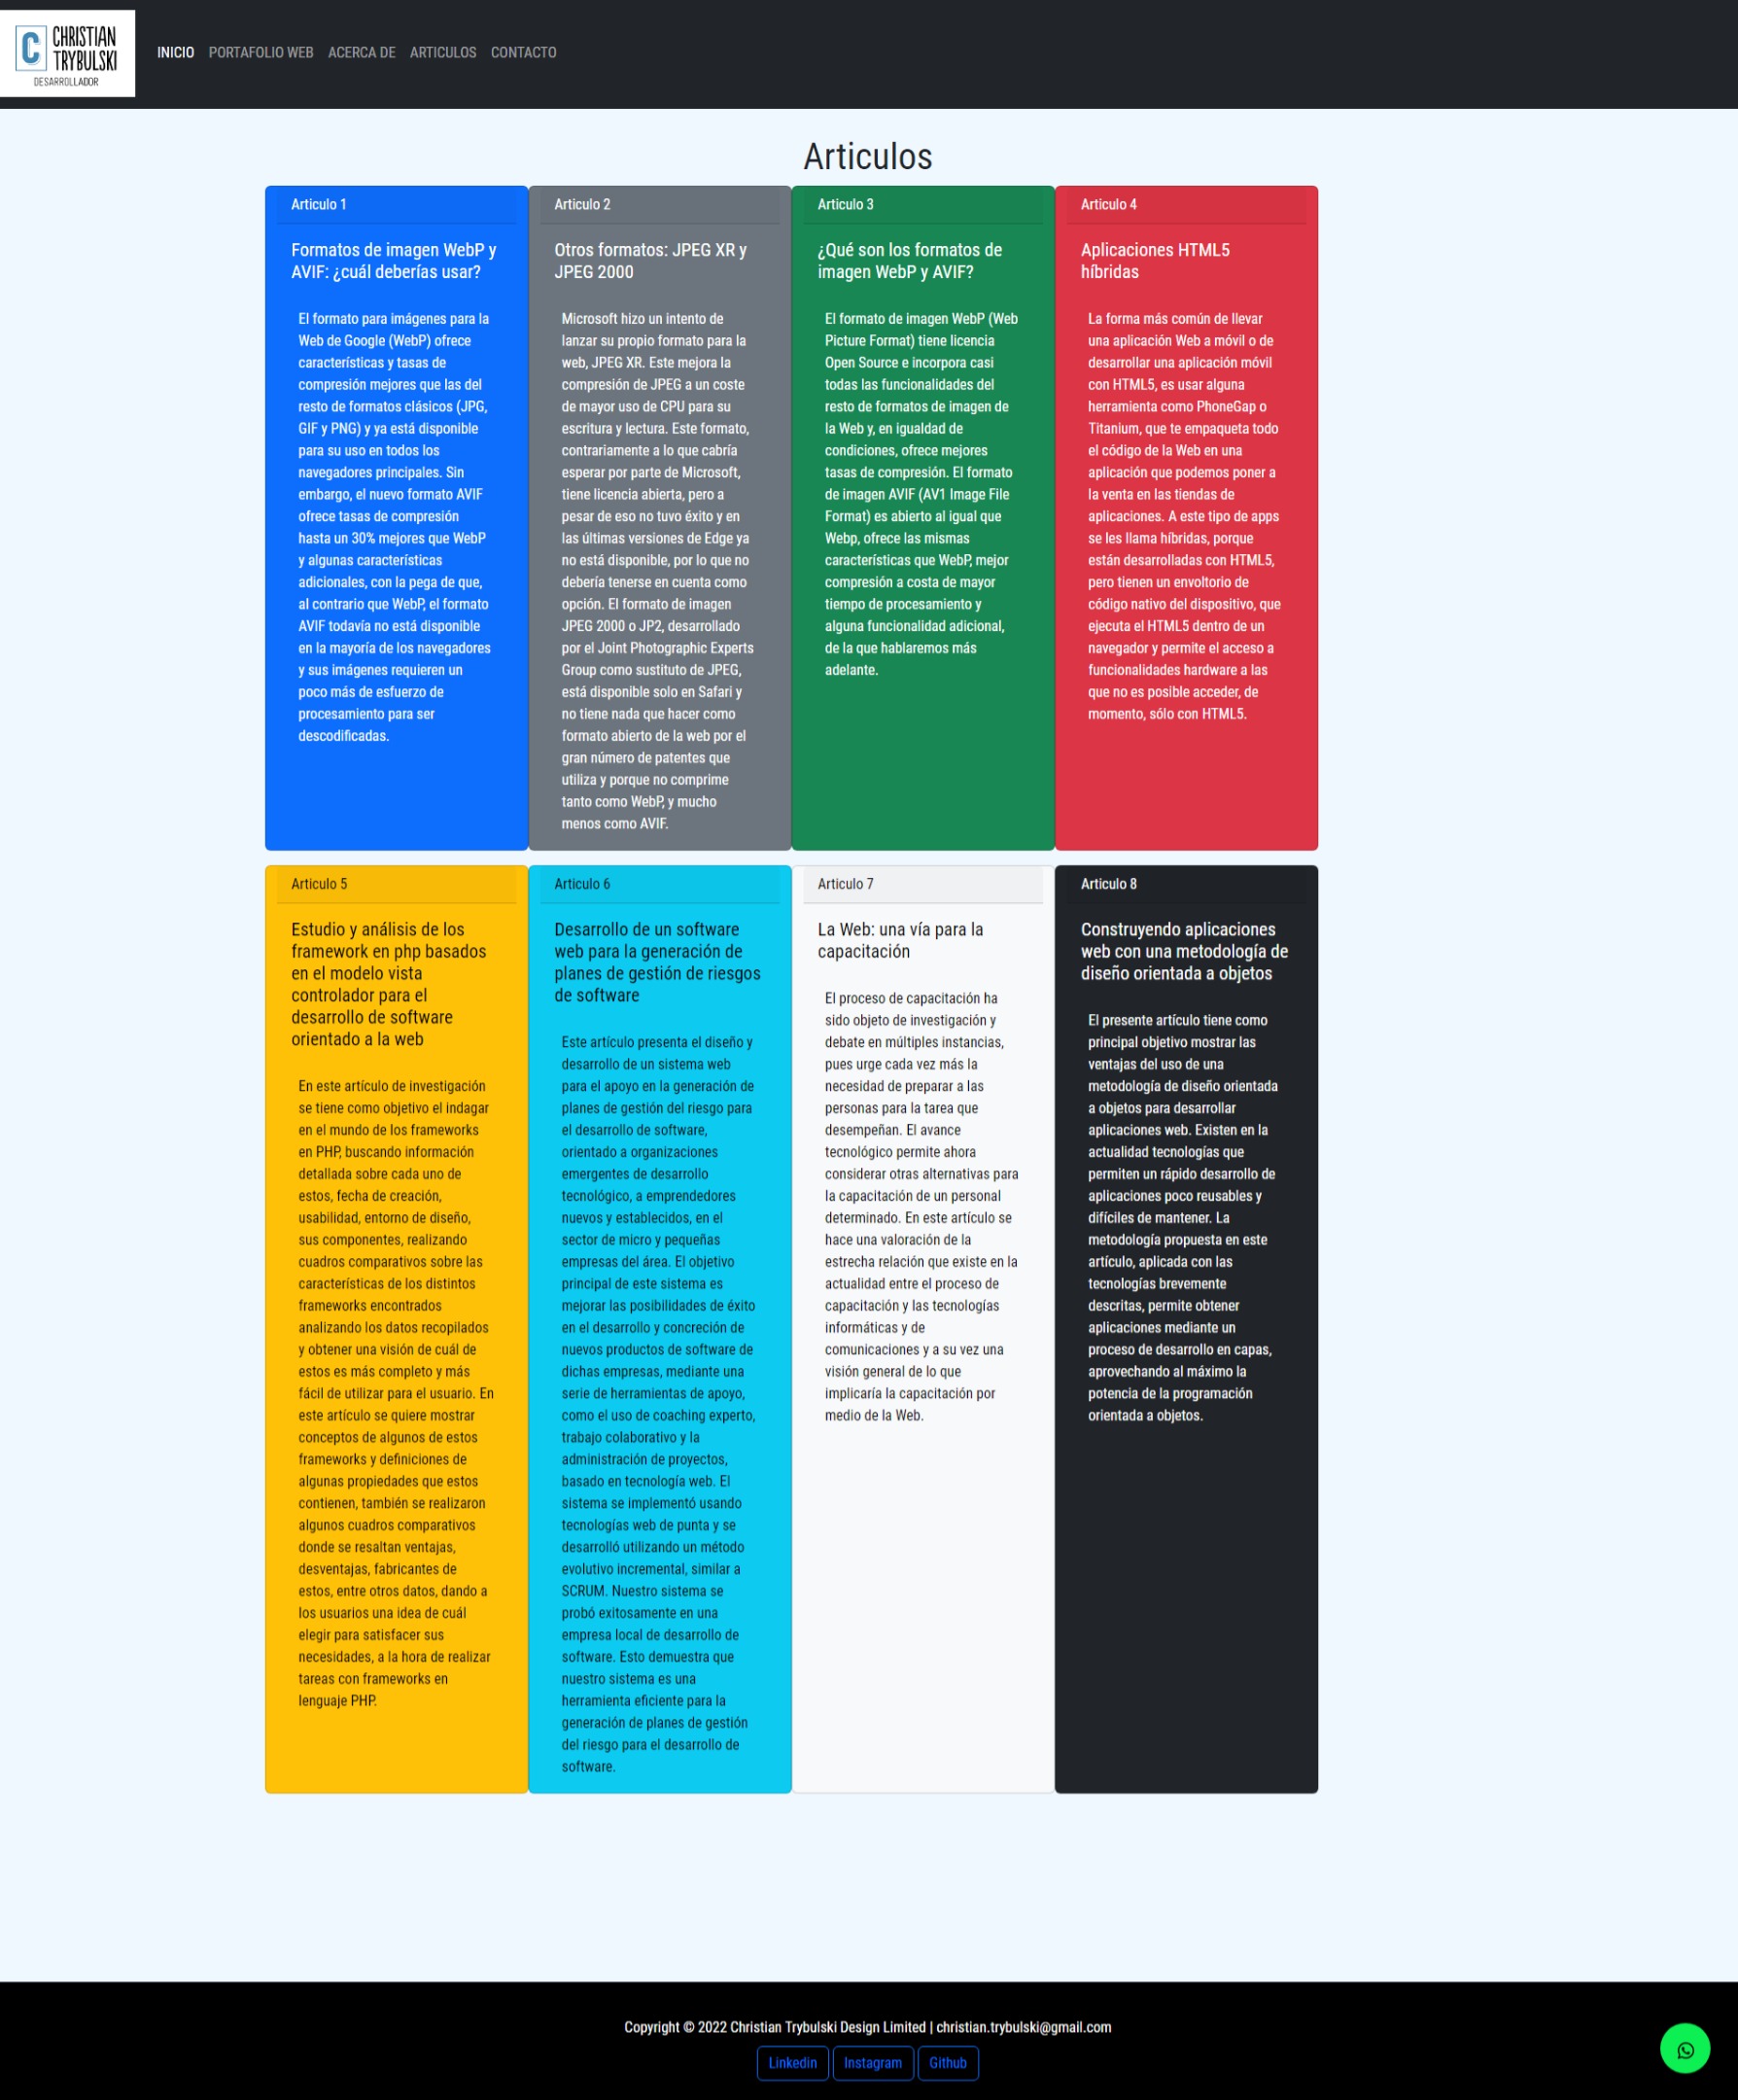 C CHRISTIAN
TRYBULSKI
DESARROLLADOR
INICIO PORTAFOLIO WEB ACERCA DE ARTICULOS CONTACTO
Articulos
Articulo 1
Formatos de imagen WebP y
AVIF: ¿cuál deberías usar?
El formato para imágenes para la
Web de Google (WebP) ofrece
características y tasas de
compresión mejores que las del
resto de formatos clásicos (JPG,
GIF y PNG) y ya está disponible
para su uso en todos los
navegadores principales. Sin
embargo, el nuevo formato AVIF
ofrece tasas de compresión
hasta un 30% mejores que WebP
y algunas características
adicionales, con la pega de que,
al contrario que WebP, el formato
AVIF todavía no está disponible
en la mayoría de los navegadores
y sus imágenes requieren un
poco más de esfuerzo de
procesamiento para ser
descodificadas.
Articulo 2
Otros formatos: JPEG XR y
JPEG 2000
Microsoft hizo un intento de
lanzar su propio formato para la
web, JPEG XR. Este mejora la
compresión de JPEG a un coste
de mayor uso de CPU para su
escritura y lectura. Este formato,
contrariamente a lo que cabría
esperar por parte de Microsoft,
tiene licencia abierta, pero a
pesar de eso no tuvo éxito y en
las últimas versiones de Edge ya
no está disponible, por lo que no
debería tenerse en cuenta como
opción. El formato de imagen
JPEG 2000 o JP2, desarrollado
por el Joint Photographic Experts
Group como sustituto de JPEG,
está disponible solo en Safari y
no tiene nada que hacer como
formato abierto de la web por el
gran número de patentes que
utiliza y porque no comprime
tanto como WebP, y mucho
menos como AVIF.
Articulo 3
¿Qué son los formatos de
imagen WebP y AVIF?
El formato de imagen WebP (Web
Picture Format) tiene licencia
Open Source e incorpora casi
todas las funcionalidades del
resto de formatos de imagen de
la Web y, en igualdad de
condiciones, ofrece mejores
tasas de compresión. El formato
de imagen AVIF (AV1 Image File
Format) es abierto al igual que
Webp, ofrece las mismas
características que WebP, mejor
compresión a costa de mayor
tiempo de procesamiento y
alguna funcionalidad adicional,
de la que hablaremos más
adelante.
Articulo 4
Aplicaciones HTML5
híbridas
La forma más común de llevar
una aplicación Web a móvil o de
desarrollar una aplicación móvil
con HTML5, es usar alguna
herramienta como PhoneGap o
Titanium, que te empaqueta todo
el código de la Web en una
aplicación que podemos poner a
la venta en las tiendas de
aplicaciones. A este tipo de apps
se les llama híbridas, porque
están desarrolladas con HTML5,
pero tienen un envoltorio de
código nativo del dispositivo, que
ejecuta el HTML5 dentro de un
navegador y permite el acceso a
funcionalidades hardware a las
que no es posible acceder, de
momento, sólo con HTML5.
Articulo 5
Estudio y análisis de los
framework en php basados
en el modelo vista
controlador para el
desarrollo de software
orientado a la web
En este artículo de investigación
se tiene como objetivo el indagar
en el mundo de los frameworks
en PHP, buscando información
detallada sobre cada uno de
estos, fecha de creación,
usabilidad, entorno de diseño,
sus componentes, realizando
cuadros comparativos sobre las
características de los distintos
frameworks encontrados
analizando los datos recopilados
y obtener una visión de cuál de
estos es más completo y más
fácil de utilizar para el usuario. En
este artículo se quiere mostrar
conceptos de algunos de estos
frameworks y definiciones de
algunas propiedades que estos
contienen, también se realizaron
algunos cuadros comparativos
donde se resaltan ventajas,
desventajas, fabricantes de
estos, entre otros datos, dando a
los usuarios una idea de cuál
elegir para satisfacer sus
necesidades, a la hora de realizar
tareas con frameworks en
lenguaje PHP.
Articulo 6
Desarrollo de un software
web para la generación de
planes de gestión de riesgos
de software
Este artículo presenta el diseño y
desarrollo de un sistema web
para el apoyo en la generación de
planes de gestión del riesgo para
el desarrollo de software,
orientado a organizaciones
emergentes de desarrollo
tecnológico, a emprendedores
nuevos y establecidos, en el
sector de micro y pequeñas
empresas del área. El objetivo
principal de este sistema es
mejorar las posibilidades de éxito
en el desarrollo y concreción de
nuevos productos de software de
dichas empresas, mediante una
serie de herramientas de apoyo,
como el uso de coaching experto,
trabajo colaborativo y la
administración de proyectos,
basado en tecnología web. El
sistema se implementó usando
tecnologías web de punta y se
desarrolló utilizando un método
evolutivo incremental, similar a
SCRUM. Nuestro sistema se
probó exitosamente en una
empresa local de desarrollo de
software. Esto demuestra que
nuestro sistema es una
herramienta eficiente para la
generación de planes de gestión
del riesgo para el desarrollo de
software.
Articulo 7
La Web: una vía para la
capacitación
El proceso de capacitación ha
sido objeto de investigación y
debate en múltiples instancias,
pues urge cada vez más la
necesidad de preparar a las
personas para la tarea que
desempeñan. El avance
tecnológico permite ahora
considerar otras alternativas para
la capacitación de un personal
determinado. En este artículo se
hace una valoración de la
estrecha relación que existe en la
actualidad entre el proceso de
capacitación y las tecnologías
informáticas y de
comunicaciones y a su vez una
visión general de lo que
implicaría la capacitación por
medio de la Web.
Articulo 8
Construyendo aplicaciones
web con una metodología de
diseño orientada a objetos
El presente artículo tiene como
principal objetivo mostrar las
ventajas del uso de una
metodología de diseño orientada
a objetos para desarrollar
aplicaciones web. Existen en la
actualidad tecnologías que
permiten un rápido desarrollo de
aplicaciones poco reusables y
difíciles de mantener. La
metodología propuesta en este
artículo, aplicada con las
tecnologías brevemente
descritas, permite obtener
aplicaciones mediante un
proceso de desarrollo en capas,
aprovechando al máximo la
potencia de la programación
orientada a objetos.
Copyright © 2022 Christian Trybulski Design Limited | christian.trybulski@gmail.com
Linkedin Instagram Github